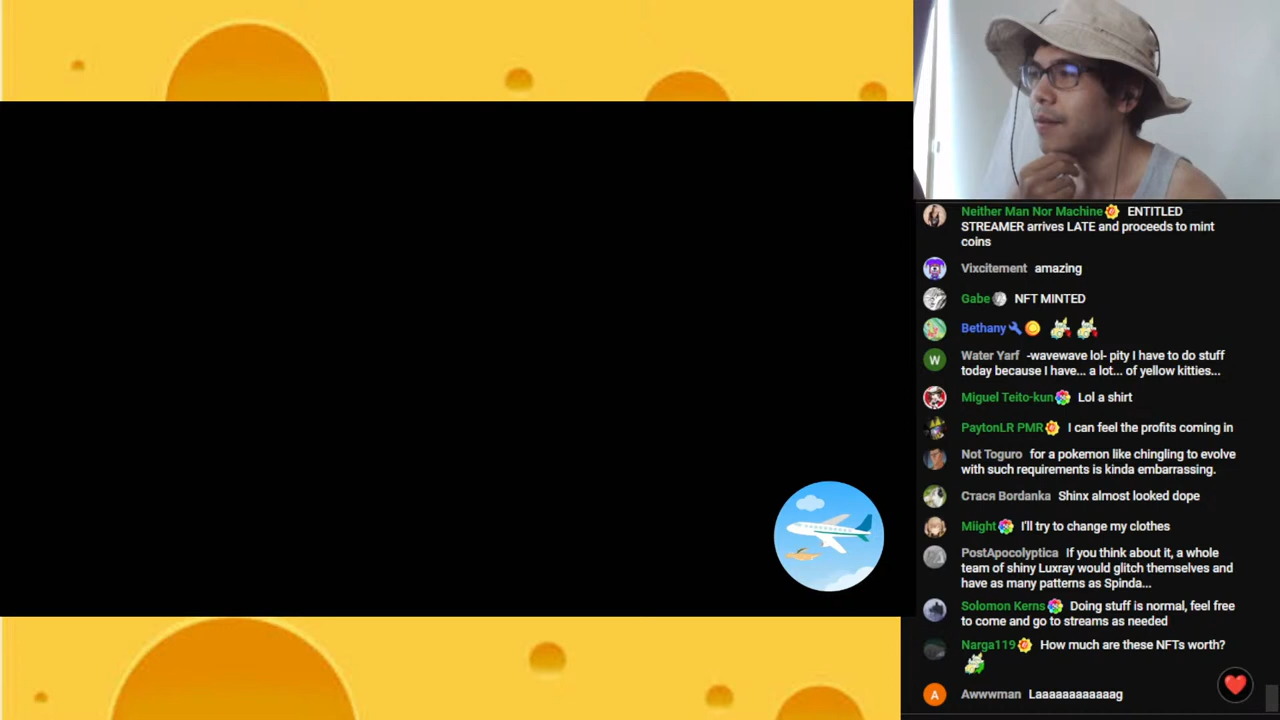 Neither Man Nor Machine ENTITLED
STREAMER arrives LATE and proceeds to mint
coins
Vixcitement amazing
Gabe NFT MINTED
Bethany
W Water Yarf -wavewave lol- pity I have to do stuff
today because I have... a lot... of yellow kitties...
Miguel Teito-kun Lol a shirt
PaytonLR PMR I can feel the profits coming in
Not Toguro for a pokemon like chingling to evolve
with such requirements is kinda embarrassing.
Стася Bordanka Shinx almost looked dope
Miight I'll try to change my clothes
PostApocolyptica If you think about it, a whole
team of shiny Luxray would glitch themselves and
have as many patterns as Spinda...
Solomon Kerns Doing stuff is normal, feel free
to come and go to streams as needed
Narga119 How much are these NFTs worth?
A Awwwman Laaaaaaaaaaag